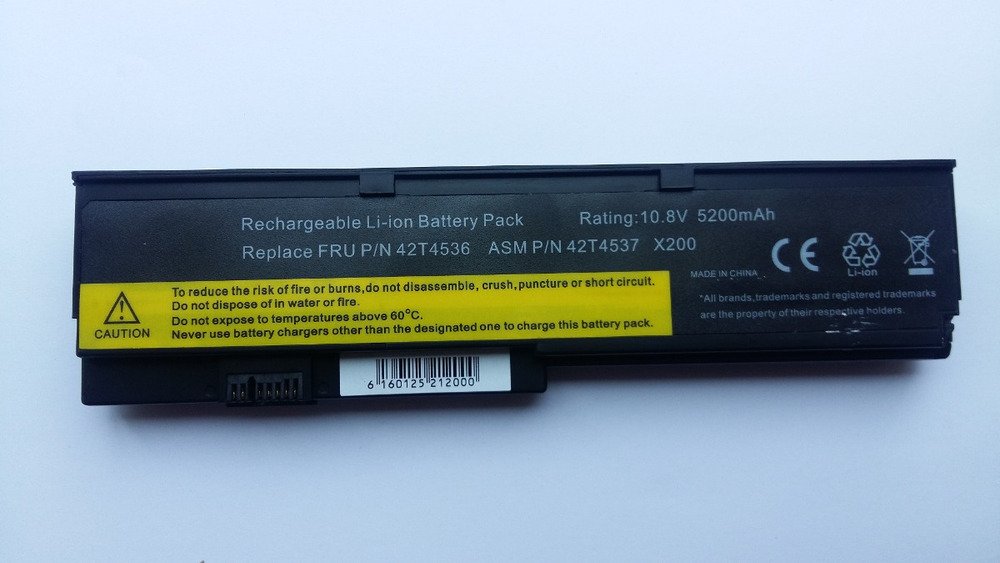 Rechargeable Li-ion Battery Pack Rating:10.8V 5200mAh
Replace FRU P/N 42T4536 ASM P/N 42T4537 X200
CE
Li-ion
MADE IN CHINA
*All brands,trademarks and registered trademarks
are the property of their respective holders.
CAUTION
To reduce the risk of fire or burns,do not disassemble, crush,puncture or short circuit.
Do not dispose of in water or fire.
Do not expose to temperatures above 60°C.
Never use battery chargers other than the designated one to charge this battery pack.
6 160125 212000